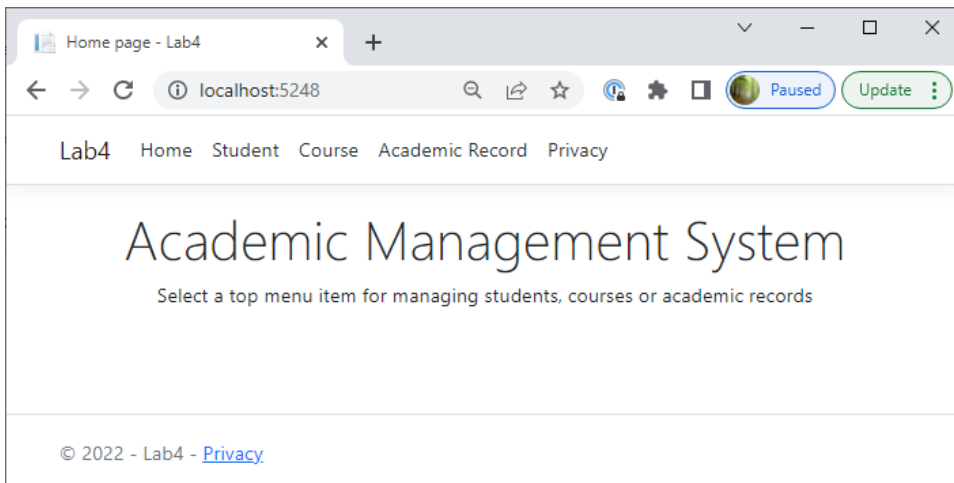 Home page - Lab4
localhost:5248
Paused
Update
Lab4 Home Student Course Academic Record Privacy
Academic Management System
Select a top menu item for managing students, courses or academic records
© 2022 - Lab4 - Privacy